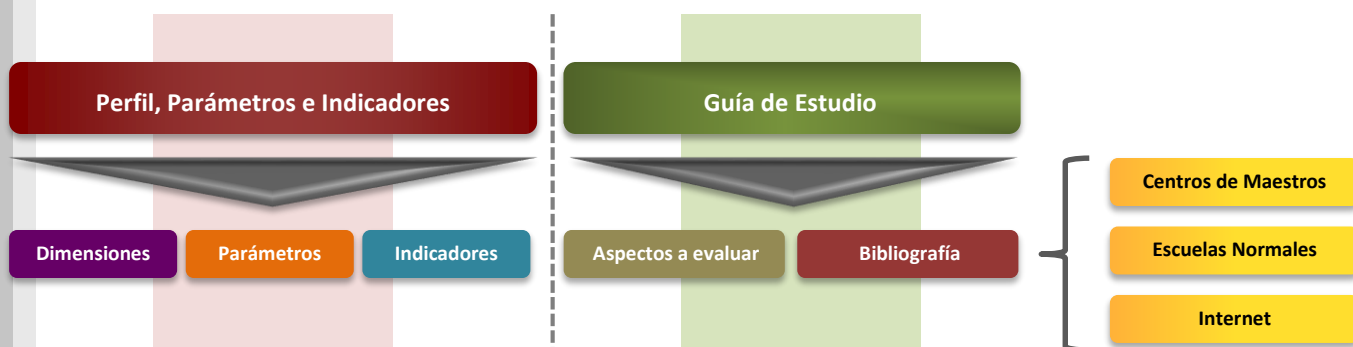 Perfil, Parámetros e Indicadores
Guía de Estudio
Dimensiones
Parámetros
Indicadores
Aspectos a evaluar
Bibliografía
Centros de Maestros
Escuelas Normales
Internet